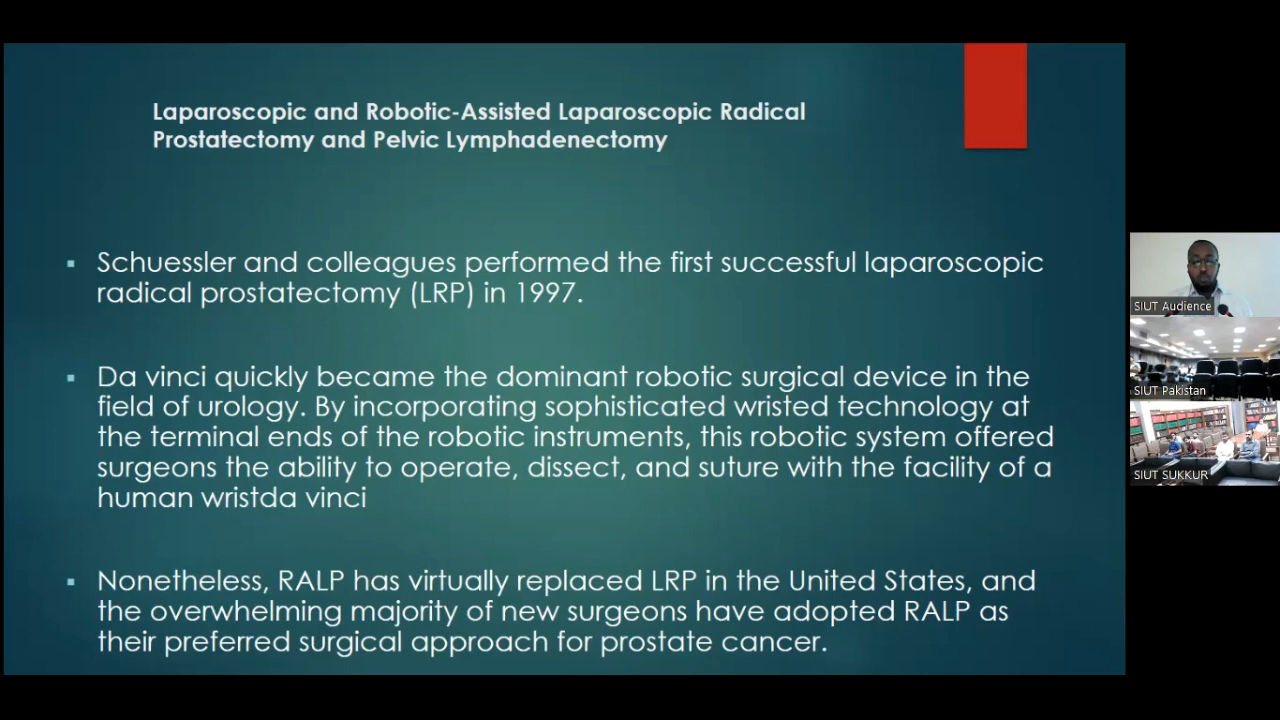 Laparoscopic and Robotic-Assisted Laparoscopic Radical
Prostatectomy and Pelvic Lymphadenectomy
Schuessler and colleagues performed the first successful laparoscopic
radical prostatectomy (LRP) in 1997.
Da vinci quickly became the dominant robotic surgical device in the
field of urology. By incorporating sophisticated wristed technology at
the terminal ends of the robotic instruments, this robotic system offered
surgeons the ability to operate, dissect, and suture with the facility of a
human wristda vinci
Nonetheless, RALP has virtually replaced LRP in the United States, and
the overwhelming majority of new surgeons have adopted RALP as
their preferred surgical approach for prostate cancer.
SIUT Audience
SIUT Pakistan
SIUT SUKKUR